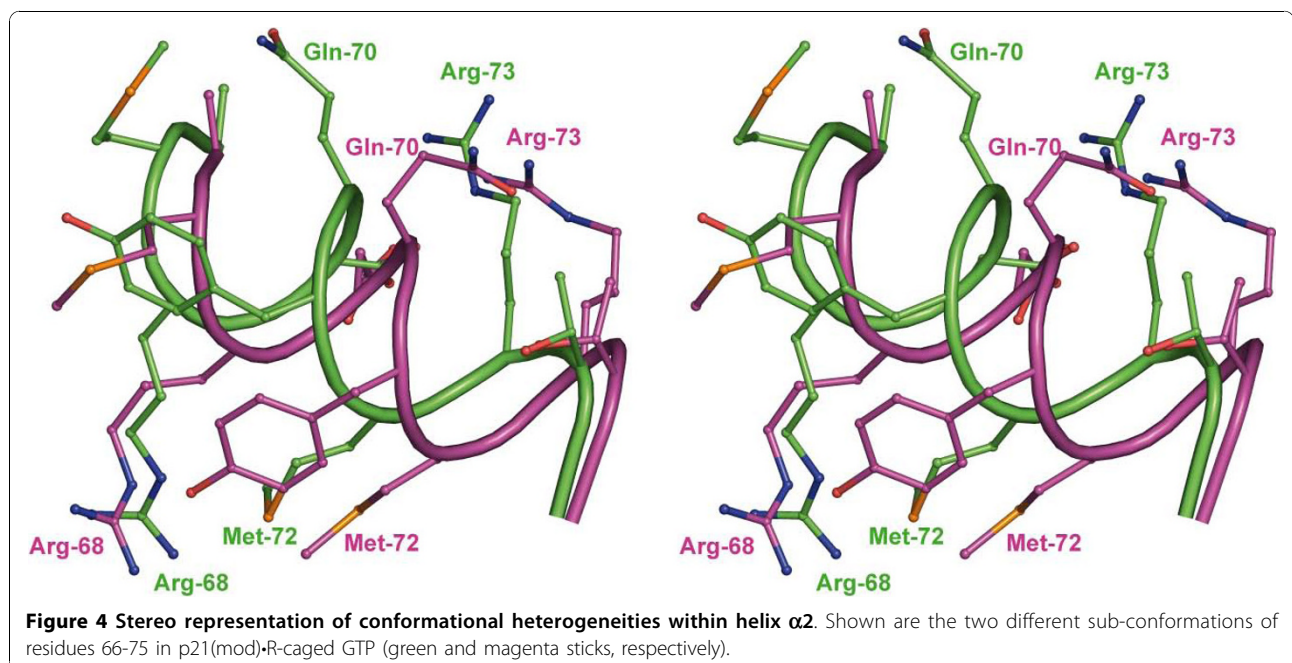 Gln-70 Gln-70
Arg-73 Arg-73
Gln-70 Arg-73 Gln-70 Arg-73
Met-72 Met-72
Arg-68 Met-72 Arg-68 Met-72
Arg-68 Arg-68
Figure 4 Stereo representation of conformational heterogeneities within helix α2. Shown are the two different sub-conformations of
residues 66-75 in p21(mod)•R-caged GTP (green and magenta sticks, respectively).